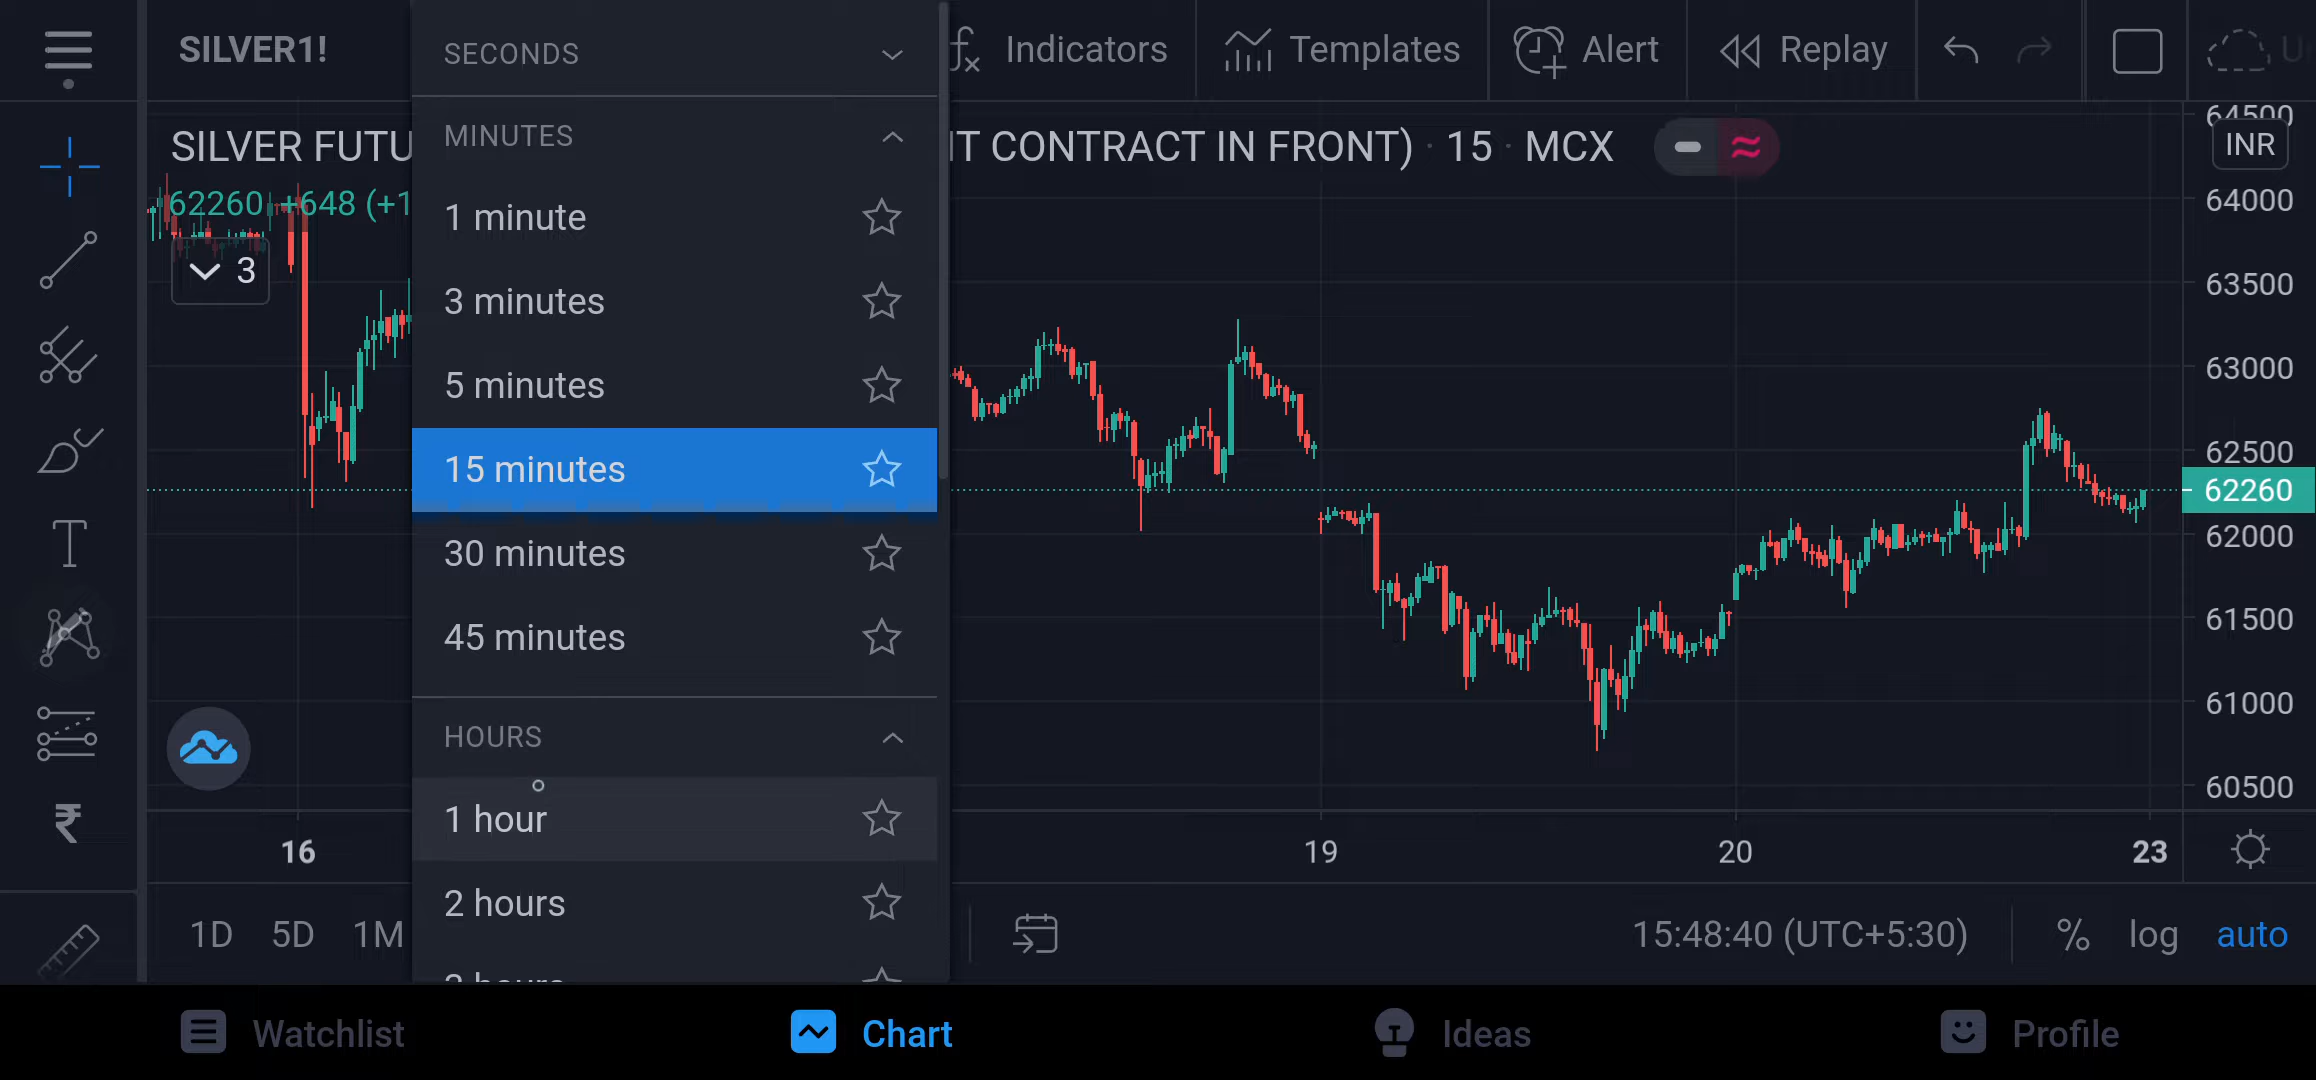 SILVER1!
Indicators
Templates
Alert
Replay
SILVER FUTU
IT CONTRACT IN FRONT) · 15 · MCX
62260 +648 (+1
3
SECONDS
MINUTES
1 minute
3 minutes
5 minutes
15 minutes
30 minutes
45 minutes
HOURS
1 hour
2 hours
64500
INR
64000
63500
63000
62500
62260
62000
61500
61000
60500
16
19
20
23
1D
5D
1M
15:48:40 (UTC+5:30)
%
log
auto
Watchlist
Chart
Ideas
Profile